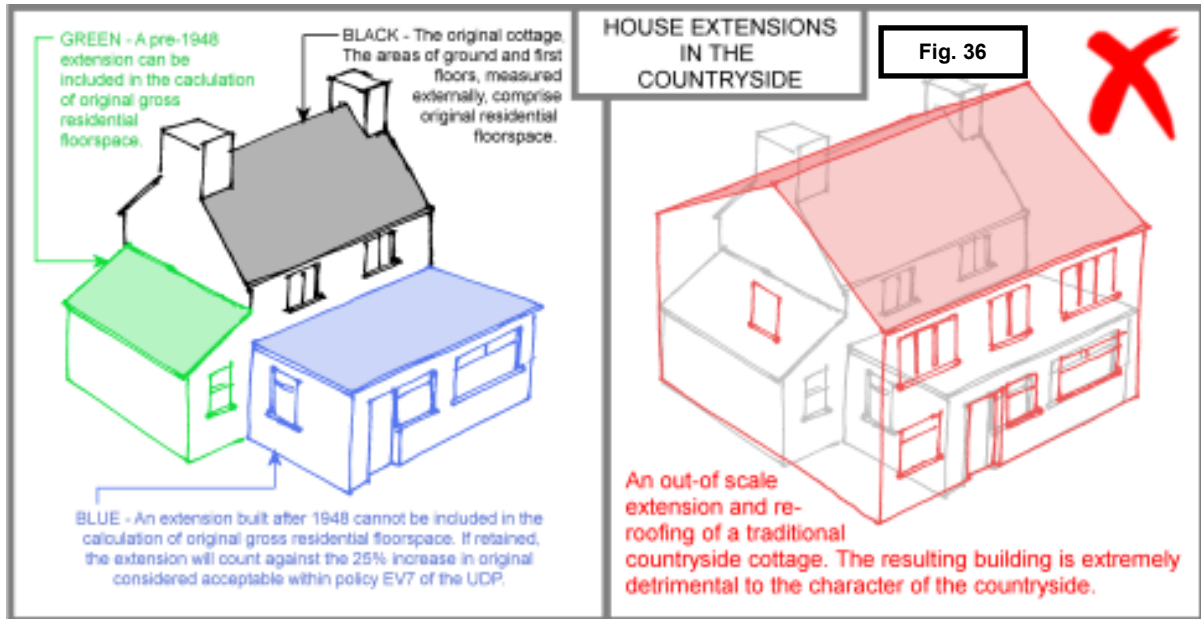 GREEN - A pre-1948
extension can be
included in the caclulation
of original gross
residential
floorspace.
BLACK - The original cottage.
The areas of ground and first
floors, measured
externally, comprise
original residential
floorspace.
HOUSE EXTENSIONS
IN THE
COUNTRYSIDE
Fig. 36
BLUE - An extension built after 1948 cannot be included in the
calculation of original gross residential floorspace. If retained,
the extension will count against the 25% increase in original
considered acceptable within policy EV7 of the UDP.
An out-of scale
extension and re-
roofing of a traditional
countryside cottage. The resulting building is extremely
detrimental to the character of the countryside.